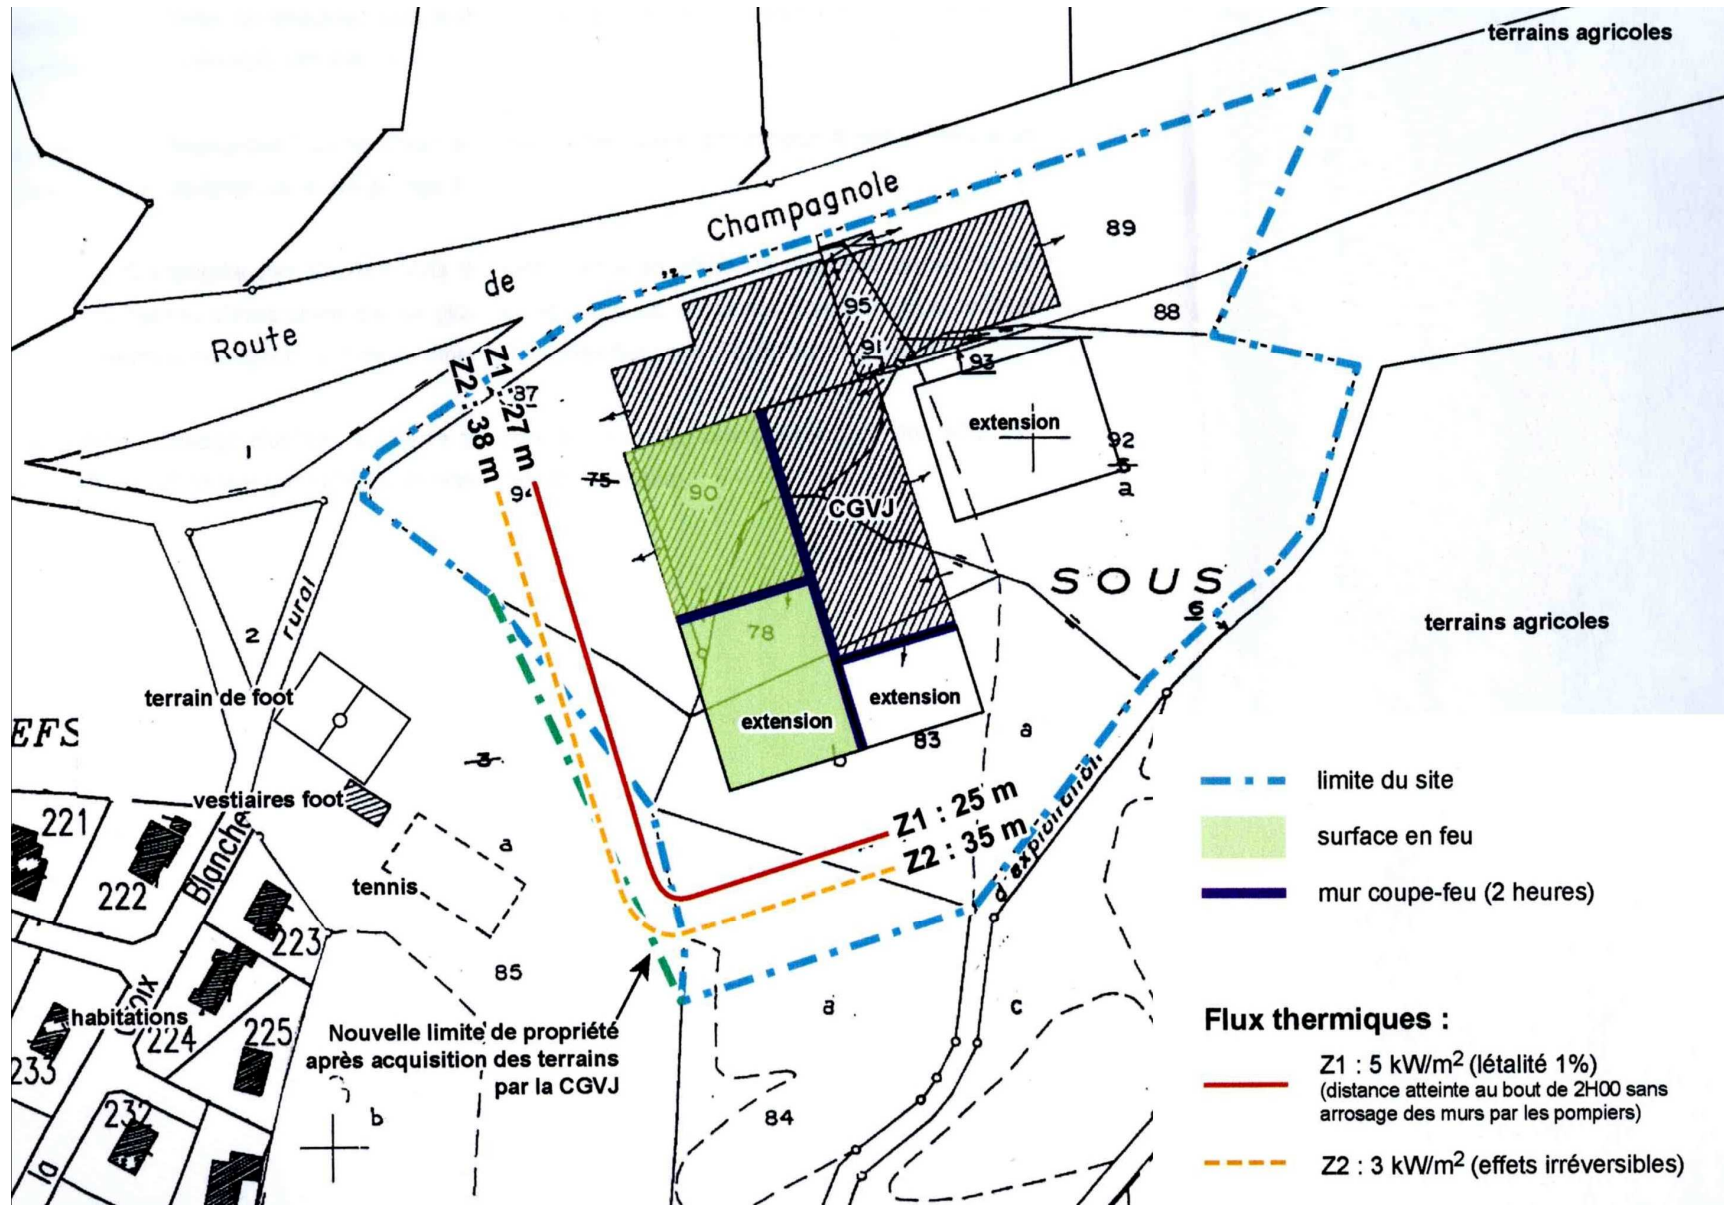 terrains agricoles
Champagnole
de
Route
89
88
95
91
93
Z1 : 27 m
Z2 : 38 m
87
extension
92
a
1
75
90
CGVJ
SOUS
6
rural
2
78
terrains agricoles
terrain de foot
extension
extension
83
a
EFS
3
limite du site
vestiaires foot
221
Z1 : 25 m
Z2 : 35 m
surface en feu
a
222
Blanche
tennis
d'exploitation.
mur coupe-feu (2 heures)
223
85
a
c
habitations
224
225
233
Nouvelle limite de propriété
après acquisition des terrains
par la CGVJ
Flux thermiques :
Z1 : 5 kW/m² (létalité 1%)
(distance atteinte au bout de 2H00 sans
arrosage des murs par les pompiers)
232
b
84
la
Z2 : 3 kW/m² (effets irréversibles)